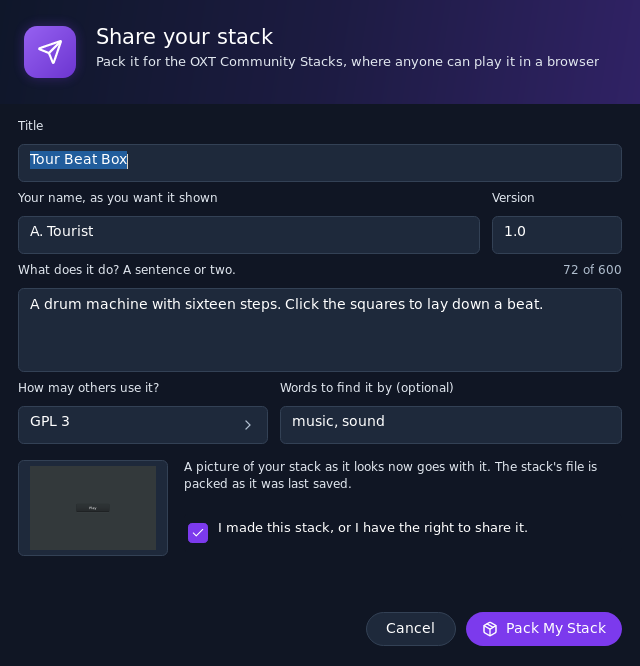 Share your stack
Pack it for the OXT Community Stacks, where anyone can play it in a browser
Title
Tour Beat Box
Your name, as you want it shown
Version
A. Tourist
1.0
What does it do? A sentence or two.
72 of 600
A drum machine with sixteen steps. Click the squares to lay down a beat.
How may others use it?
Words to find it by (optional)
GPL 3
music, sound
A picture of your stack as it looks now goes with it. The stack's file is
packed as it was last saved.
Play
I made this stack, or I have the right to share it.
Cancel
Pack My Stack